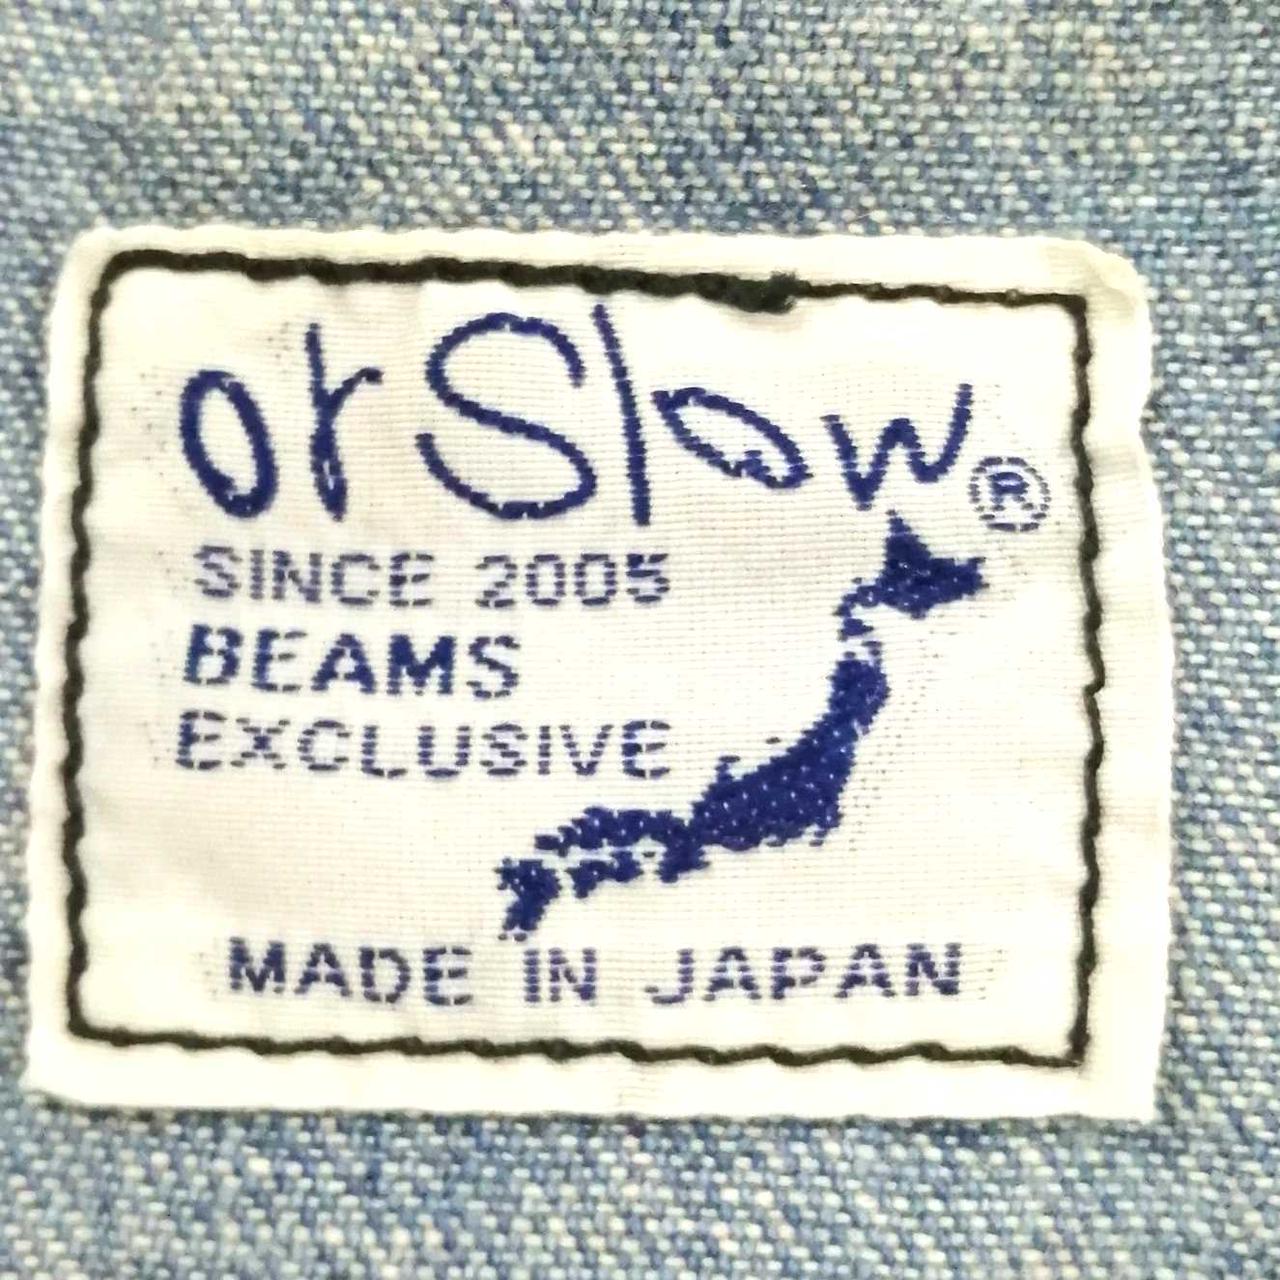 orSlow®
SINCE 2005
BEAMS
EXCLUSIVE
MADE IN JAPAN